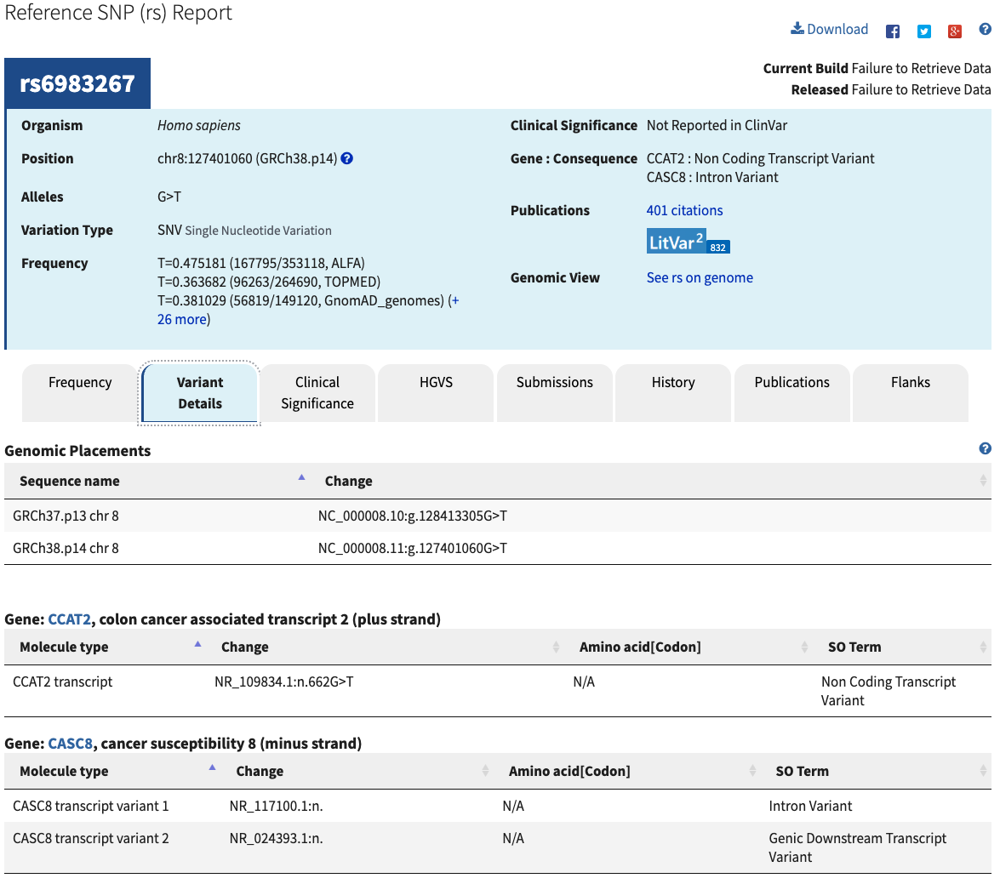 Reference SNP (rs) Report
Download
rs6983267
Current Build Failure to Retrieve Data
Released Failure to Retrieve Data
Organism Homo sapiens
Position chr8:127401060 (GRCh38.p14)
Alleles G>T
Variation Type SNV Single Nucleotide Variation
Frequency T=0.475181 (167795/353118, ALFA)
T=0.363682 (96263/264690, TOPMED)
T=0.381029 (56819/149120, GnomAD_genomes) (+
26 more)
Clinical Significance Not Reported in ClinVar
Gene : Consequence CCAT2 : Non Coding Transcript Variant
CASC8 : Intron Variant
Publications 401 citations
LitVar2 832
Genomic View See rs on genome
Frequency
Variant
Details
Clinical
Significance
HGVS
Submissions
History
Publications
Flanks
Genomic Placements
Sequence name Change
GRCh37.p13 chr 8 NC_000008.10:g.128413305G>T
GRCh38.p14 chr 8 NC_000008.11:g.127401060G>T
Gene: CCAT2, colon cancer associated transcript 2 (plus strand)
Molecule type Change Amino acid[Codon] SO Term
CCAT2 transcript NR_109834.1:n.662G>T N/A Non Coding Transcript
Variant
Gene: CASC8, cancer susceptibility 8 (minus strand)
Molecule type Change Amino acid[Codon] SO Term
CASC8 transcript variant 1 NR_117100.1:n. N/A Intron Variant
CASC8 transcript variant 2 NR_024393.1:n. N/A Genic Downstream Transcript
Variant